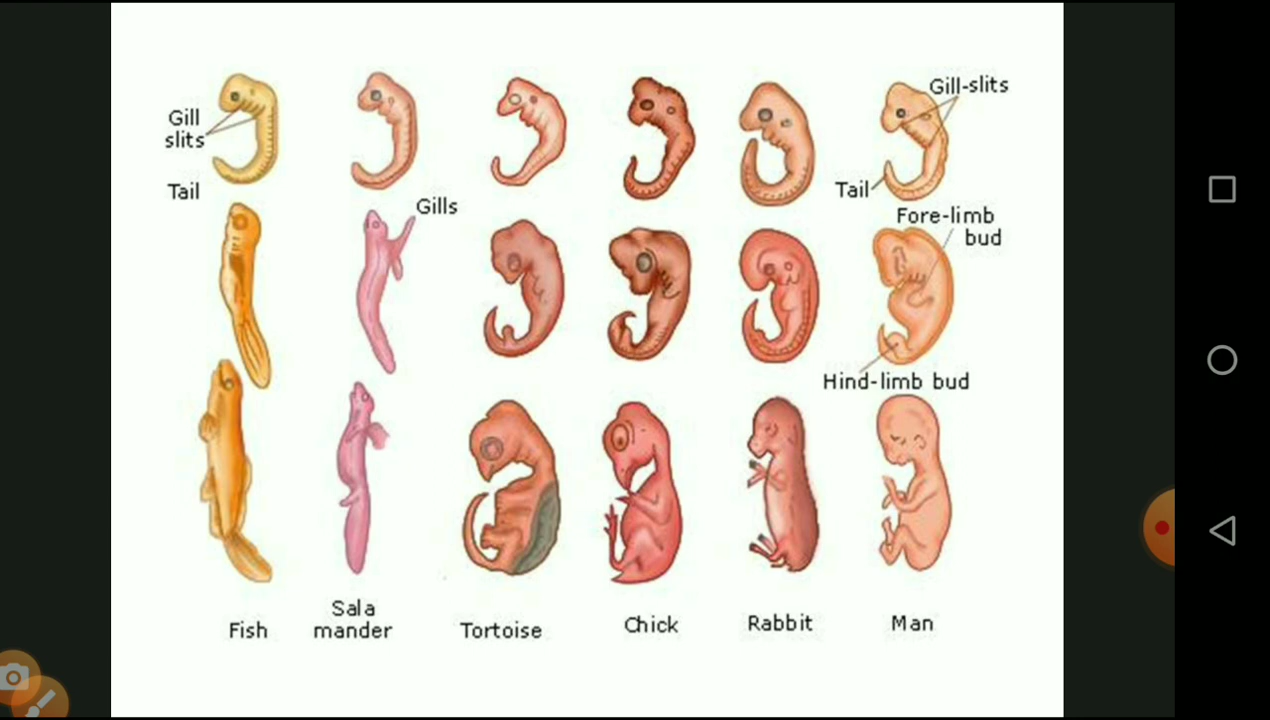 Gill-slits
Gill
slits
Tail
Tail
Gills
Fore-limb
bud
Hind-limb bud
Fish
Sala
mander
Tortoise
Chick
Rabbit
Man